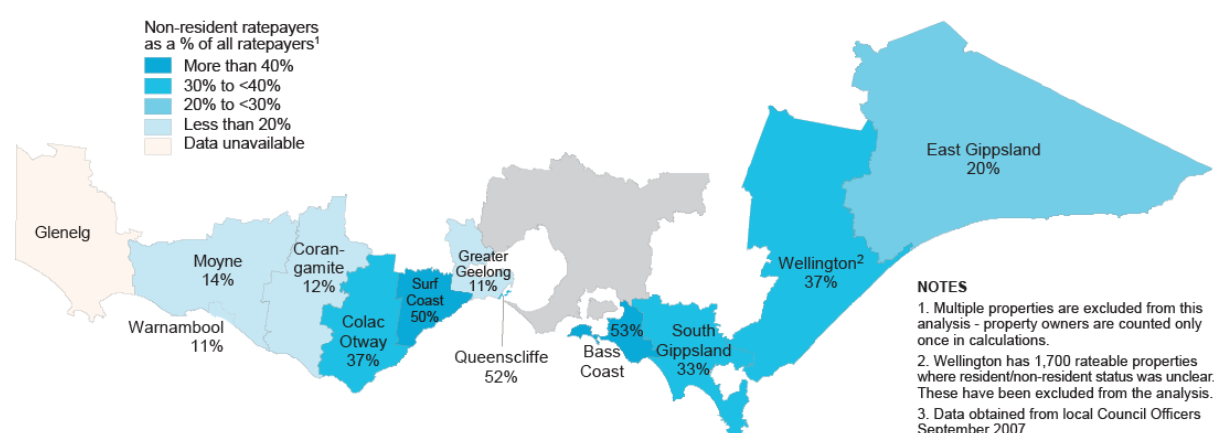 Non-resident ratepayers
as a % of all ratepayers¹
More than 40%
30% to <40%
20% to <30%
Less than 20%
Data unavailable
Glenelg
Moyne
14%
Warnambool
11%
Coran-
gamite
12%
Colac
Otway
37%
Surf
Coast
50%
Greater
Geelong
11%
Queenscliffe
52%
53%
Bass
Coast
South
Gippsland
33%
Wellington²
37%
East Gippsland
20%
NOTES
1. Multiple properties are excluded from this
analysis - property owners are counted only
once in calculations.
2. Wellington has 1,700 rateable properties
where resident/non-resident status was unclear.
These have been excluded from the analysis.
3. Data obtained from local Council Officers
September 2007